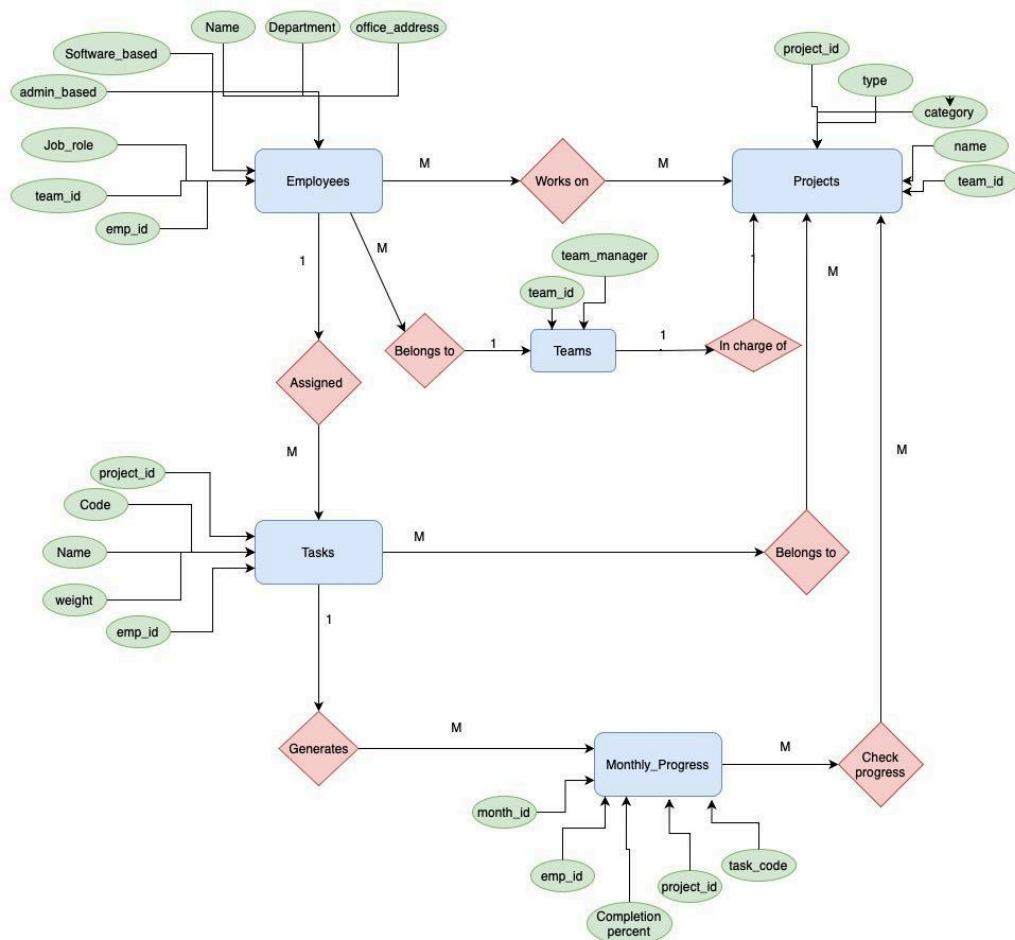 Name
Department
office_address
Software_based
project_id
type
admin_based
category
Job_role
name
M
M
Employees
Works on
Projects
team_id
team_id
emp_id
M
team_manager
1
1
M
team_id
1
1
Belongs to
Teams
In charge of
Assigned
M
M
project_id
Code
M
Name
Tasks
Belongs to
weight
1
emp_id
M
M
Generates
Monthly_Progress
Check
progress
month_id
emp_id
task_code
project_id
Completion
percent